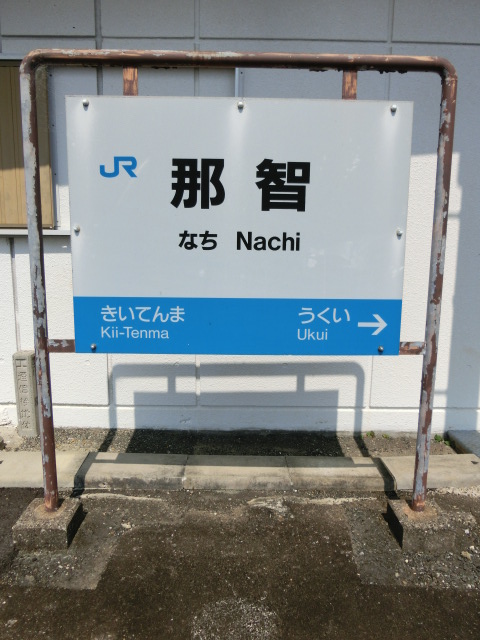 JR
那智
なち Nachi
きいてんま
Kii-Tenma
うくい
Ukui